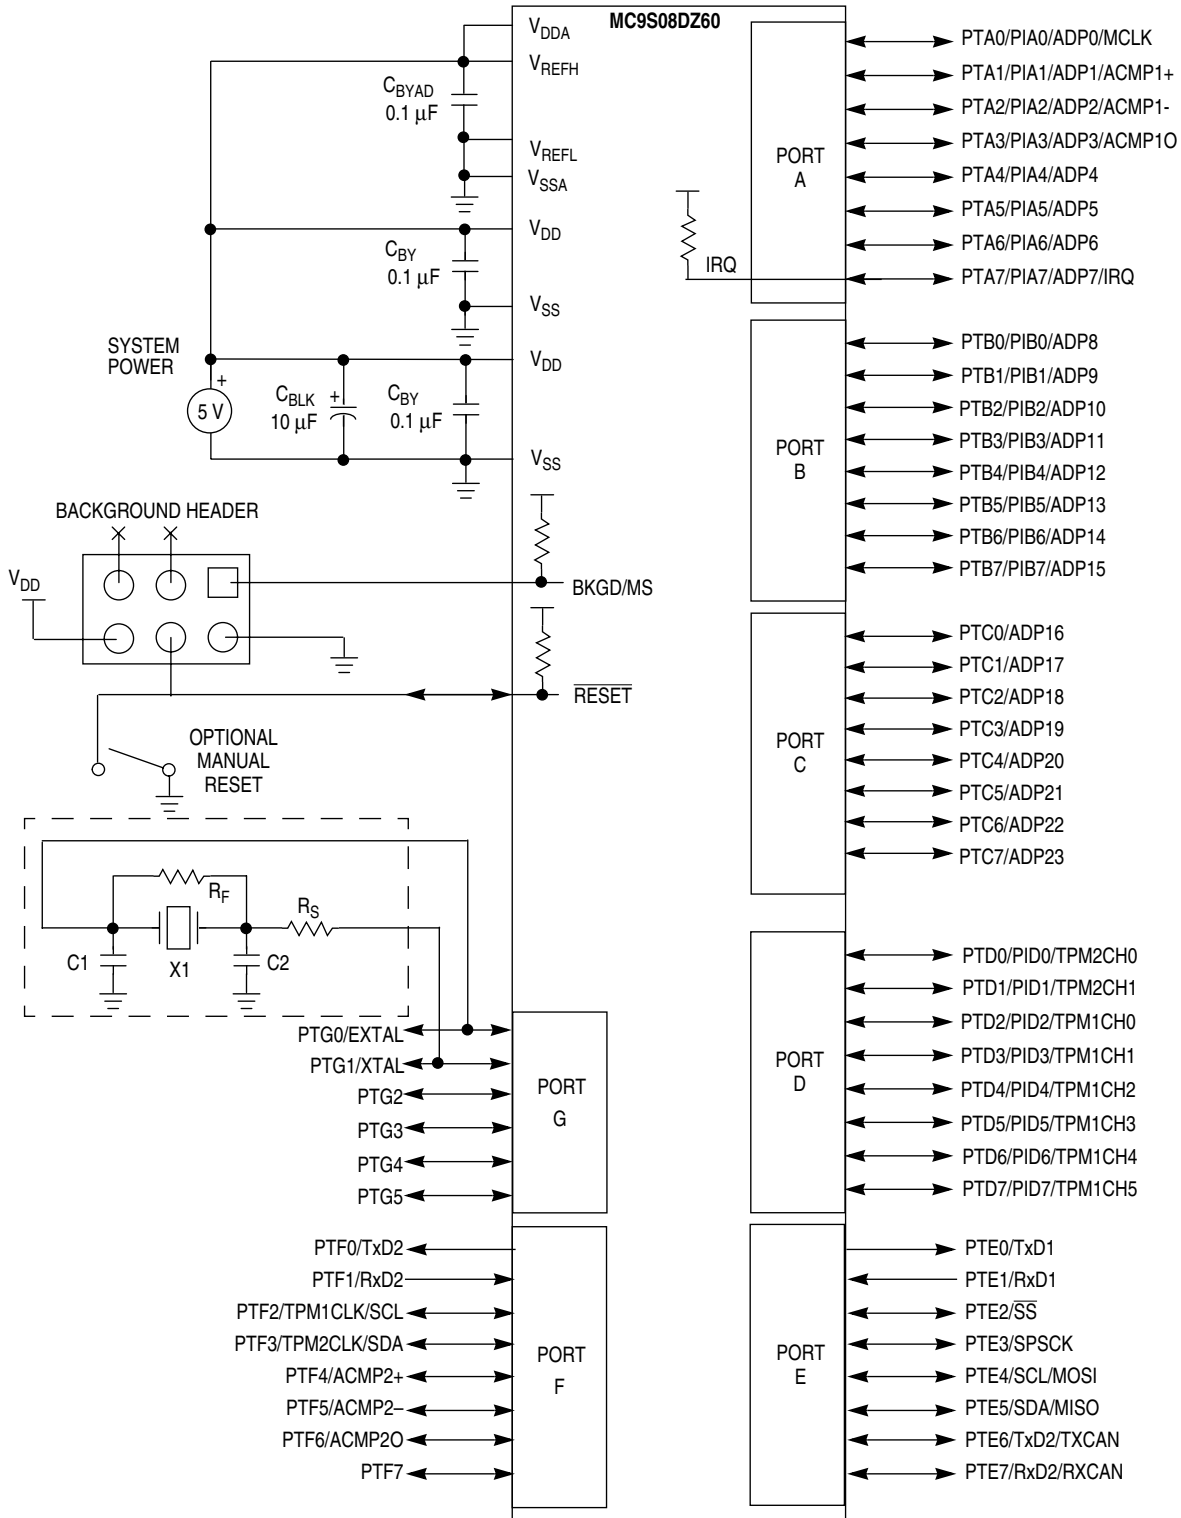 MC9S08DZ60
VDDA
VREFH
CBYAD
0.1 µF
VREFL
VSSA
VDD
CBY
0.1 µF
VSS
SYSTEM
POWER
VDD
+
5 V
CBLK +
10 µF
CBY
0.1 µF
VSS
BACKGROUND HEADER
VDD
BKGD/MS
RESET
OPTIONAL
MANUAL
RESET
RF
RS
C1
X1
C2
PTG0/EXTAL
PTG1/XTAL
PTG2
PTG3
PTG4
PTG5
PORT
G
PTF0/TxD2
PTF1/RxD2
PTF2/TPM1CLK/SCL
PTF3/TPM2CLK/SDA
PTF4/ACMP2+
PTF5/ACMP2–
PTF6/ACMP2O
PTF7
PORT
F
IRQ
PORT
A
PTA0/PIA0/ADP0/MCLK
PTA1/PIA1/ADP1/ACMP1+
PTA2/PIA2/ADP2/ACMP1-
PTA3/PIA3/ADP3/ACMP1O
PTA4/PIA4/ADP4
PTA5/PIA5/ADP5
PTA6/PIA6/ADP6
PTA7/PIA7/ADP7/IRQ
PORT
B
PTB0/PIB0/ADP8
PTB1/PIB1/ADP9
PTB2/PIB2/ADP10
PTB3/PIB3/ADP11
PTB4/PIB4/ADP12
PTB5/PIB5/ADP13
PTB6/PIB6/ADP14
PTB7/PIB7/ADP15
PORT
C
PTC0/ADP16
PTC1/ADP17
PTC2/ADP18
PTC3/ADP19
PTC4/ADP20
PTC5/ADP21
PTC6/ADP22
PTC7/ADP23
PORT
D
PTD0/PID0/TPM2CH0
PTD1/PID1/TPM2CH1
PTD2/PID2/TPM1CH0
PTD3/PID3/TPM1CH1
PTD4/PID4/TPM1CH2
PTD5/PID5/TPM1CH3
PTD6/PID6/TPM1CH4
PTD7/PID7/TPM1CH5
PORT
E
PTE0/TxD1
PTE1/RxD1
PTE2/SS
PTE3/SPSCK
PTE4/SCL/MOSI
PTE5/SDA/MISO
PTE6/TxD2/TXCAN
PTE7/RxD2/RXCAN